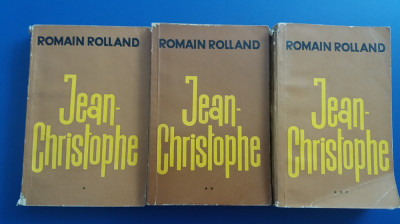 ROMAIN ROLLAND
Jean-
Christophe
*
ROMAIN ROLLAND
Jean-
Christophe
**
ROMAIN ROLLAND
Jean-
Christophe
***